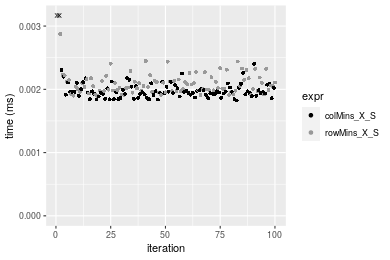 0.003
0.002
0.001
0.000
time (ms)
0
25
50
75
100
iteration
expr
colMins_X_S
rowMins_X_S